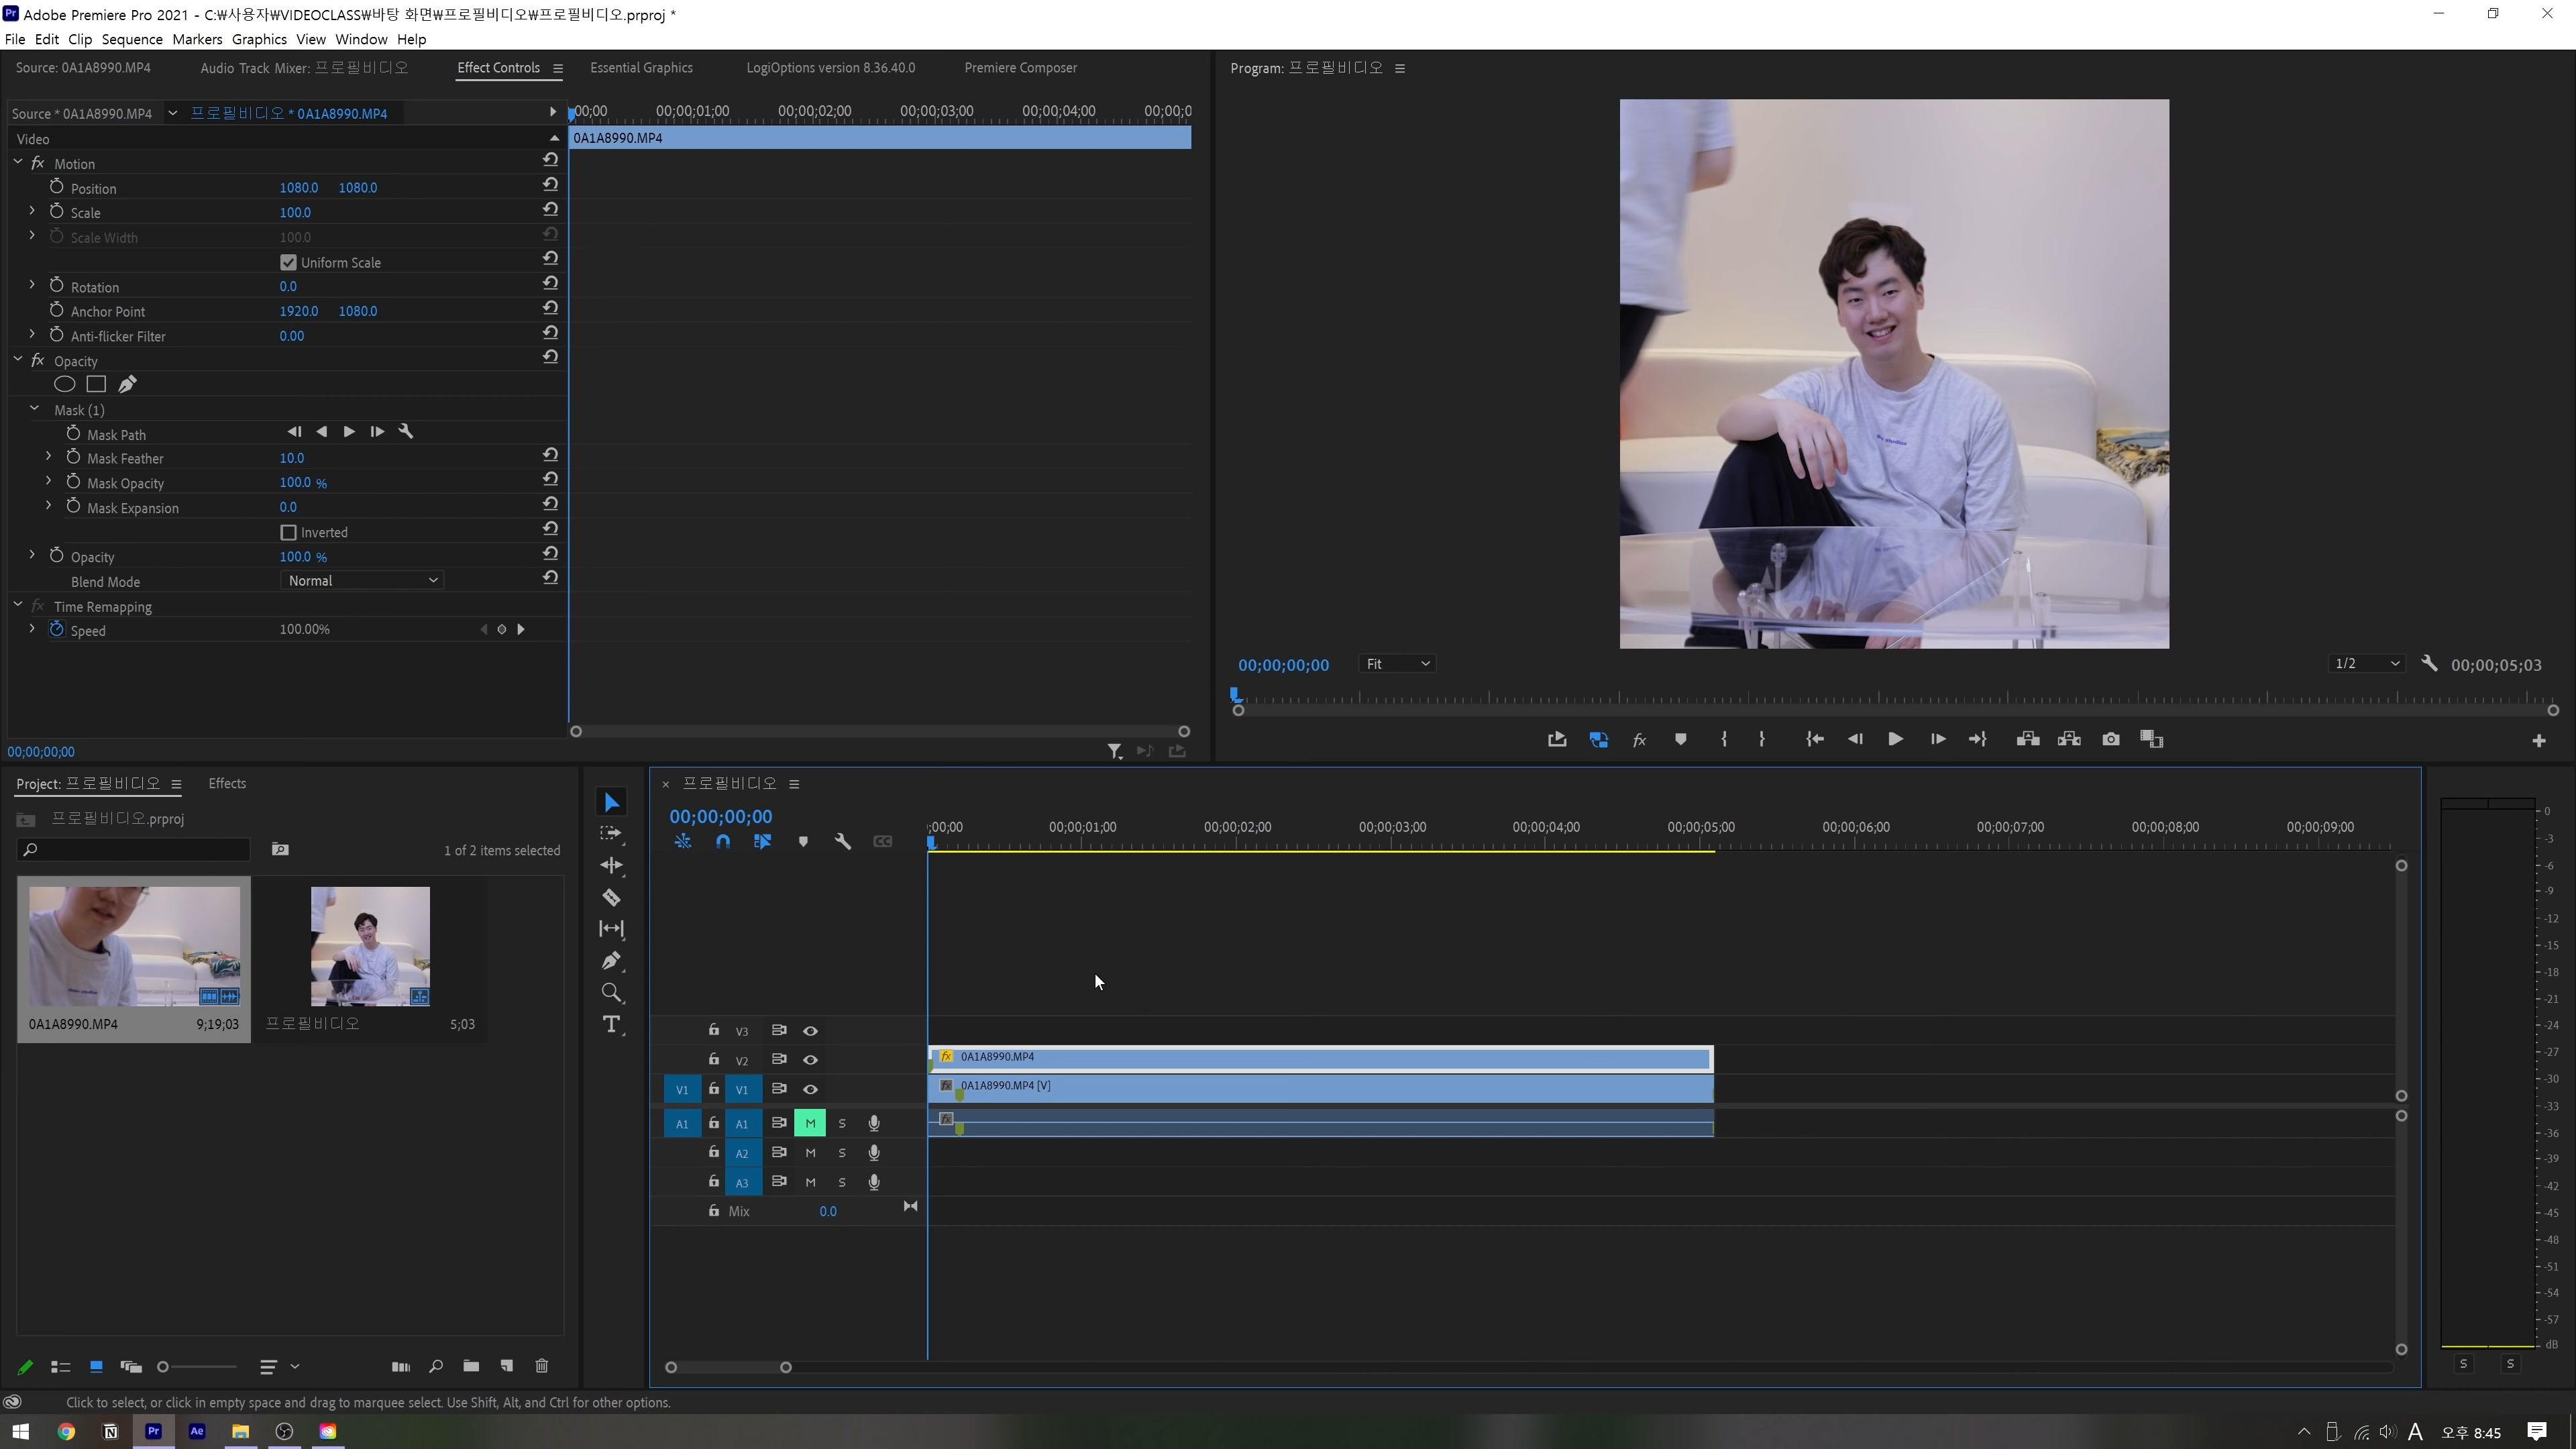 Adobe Premiere Pro 2021 - C:₩사용자₩VIDEOCLASS₩바탕 화면₩프로필비디오₩프로필비디오.prproj *
File Edit Clip Sequence Markers Graphics View Window Help
Source: 0A1A8990.MP4 Audio Track Mixer: 프로필비디오 Effect Controls Essential Graphics LogiOptions version 8.36.40.0 Premiere Composer
Program: 프로필비디오
Source * 0A1A8990.MP4 프로필비디오 * 0A1A8990.MP4
00;00 00;00;01;00 00;00;02;00 00;00;03;00 00;00;04;00 00;00;0
Video
0A1A8990.MP4
fx Motion
Position 1080.0 1080.0
Scale 100.0
Scale Width 100.0
Uniform Scale
Rotation 0.0
Anchor Point 1920.0 1080.0
Anti-flicker Filter 0.00
fx Opacity
Mask (1)
Mask Path
Mask Feather 10.0
Mask Opacity 100.0 %
Mask Expansion 0.0
Inverted
Opacity 100.0 %
Blend Mode Normal
fx Time Remapping
Speed 100.00%
00;00;00;00
00;00;00;00 Fit 1/2 00;00;05;03
Project: 프로필비디오 Effects
프로필비디오.prproj
1 of 2 items selected
0A1A8990.MP4 9;19;03
프로필비디오 5;03
프로필비디오
00;00;00;00
;00;00 00;00;01;00 00;00;02;00 00;00;03;00 00;00;04;00 00;00;05;00 00;00;06;00 00;00;07;00 00;00;08;00 00;00;09;00
V3
V2 fx 0A1A8990.MP4
V1 V1 fx 0A1A8990.MP4 [V]
A1 A1 M S fx
A2 M S
A3 M S
Mix 0.0
0
-3
-6
-9
-12
-15
-18
-21
-24
-27
-30
-33
-36
-39
-42
-45
-48
-51
-54
-57
dB
S S
Click to select, or click in empty space and drag to marquee select. Use Shift, Alt, and Ctrl for other options.
Pr Ae A 오후 8:45